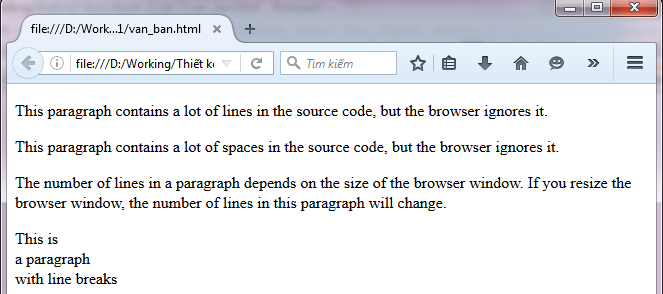 file:///D:/Work...1/van_ban.html
file:///D:/Working/Thiết kế
Tìm kiếm
This paragraph contains a lot of lines in the source code, but the browser ignores it.
This paragraph contains a lot of spaces in the source code, but the browser ignores it.
The number of lines in a paragraph depends on the size of the browser window. If you resize the
browser window, the number of lines in this paragraph will change.
This is
a paragraph
with line breaks